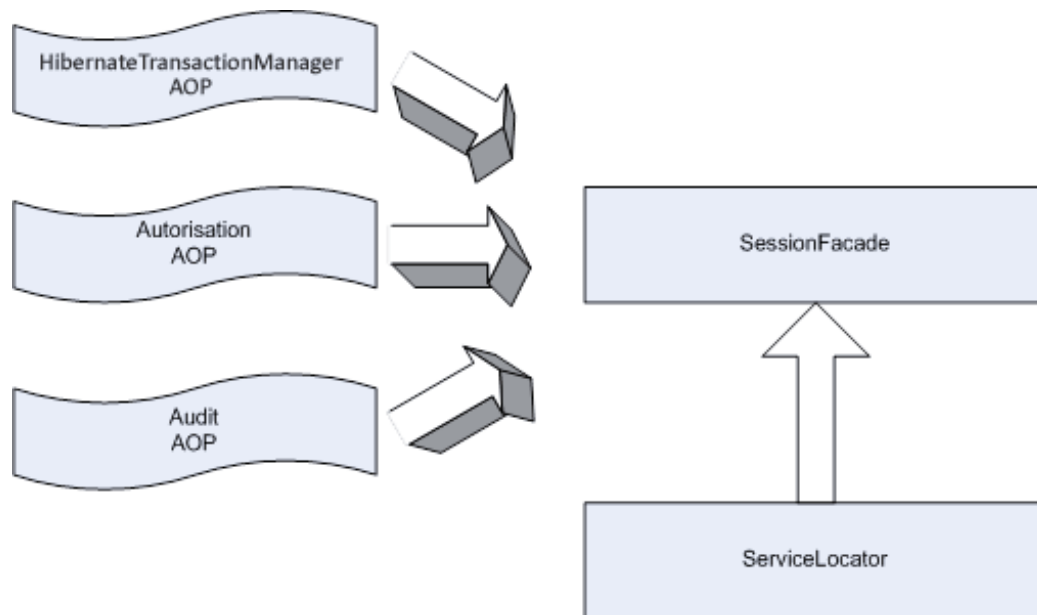 HibernateTransactionManager
AOP
Autorisation
AOP
Audit
AOP
SessionFacade
ServiceLocator